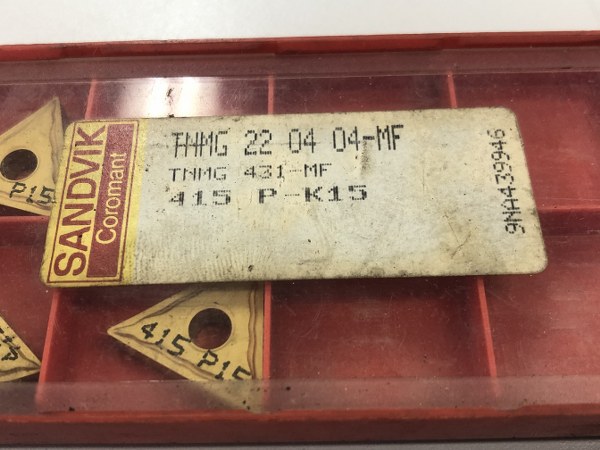 SANDVIK
Coromant
TNMG 22 04 04-MF
TNMG 431-MF
415 P-K15
9NA439946
P15
415 P15